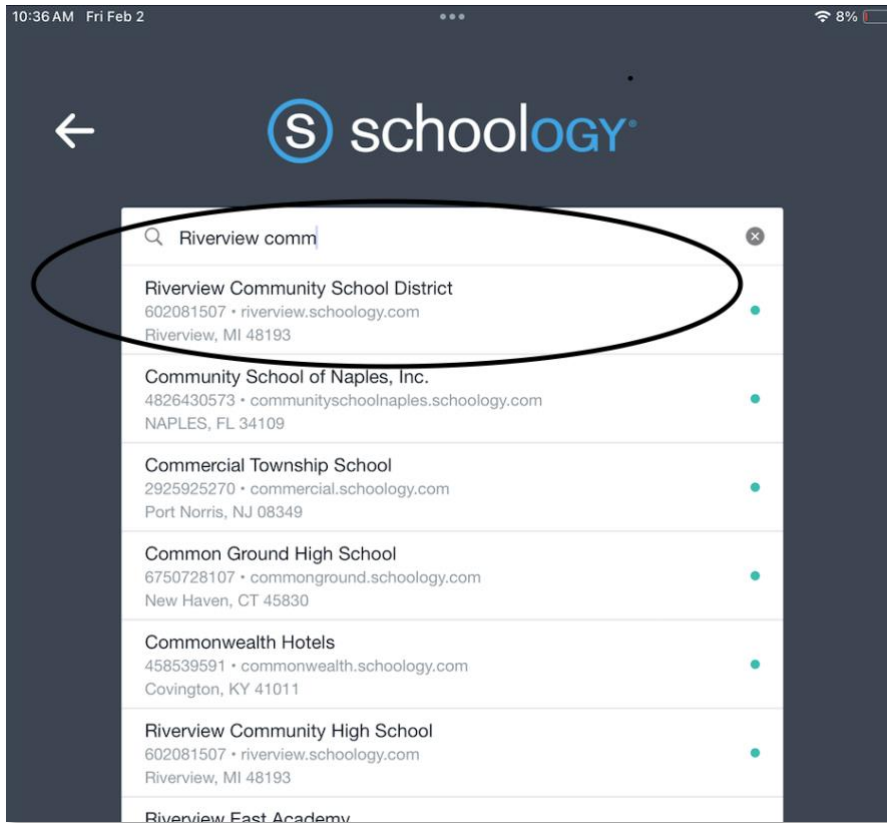 10:36 AM Fri Feb 2 8%
S schoology®
Riverview comm
Riverview Community School District
602081507 • riverview.schoology.com
Riverview, MI 48193
Community School of Naples, Inc.
4826430573 • communityschoolnaples.schoology.com
NAPLES, FL 34109
Commercial Township School
2925925270 • commercial.schoology.com
Port Norris, NJ 08349
Common Ground High School
6750728107 • commonground.schoology.com
New Haven, CT 45830
Commonwealth Hotels
458539591 • commonwealth.schoology.com
Covington, KY 41011
Riverview Community High School
602081507 • riverview.schoology.com
Riverview, MI 48193
Riverview East Academy